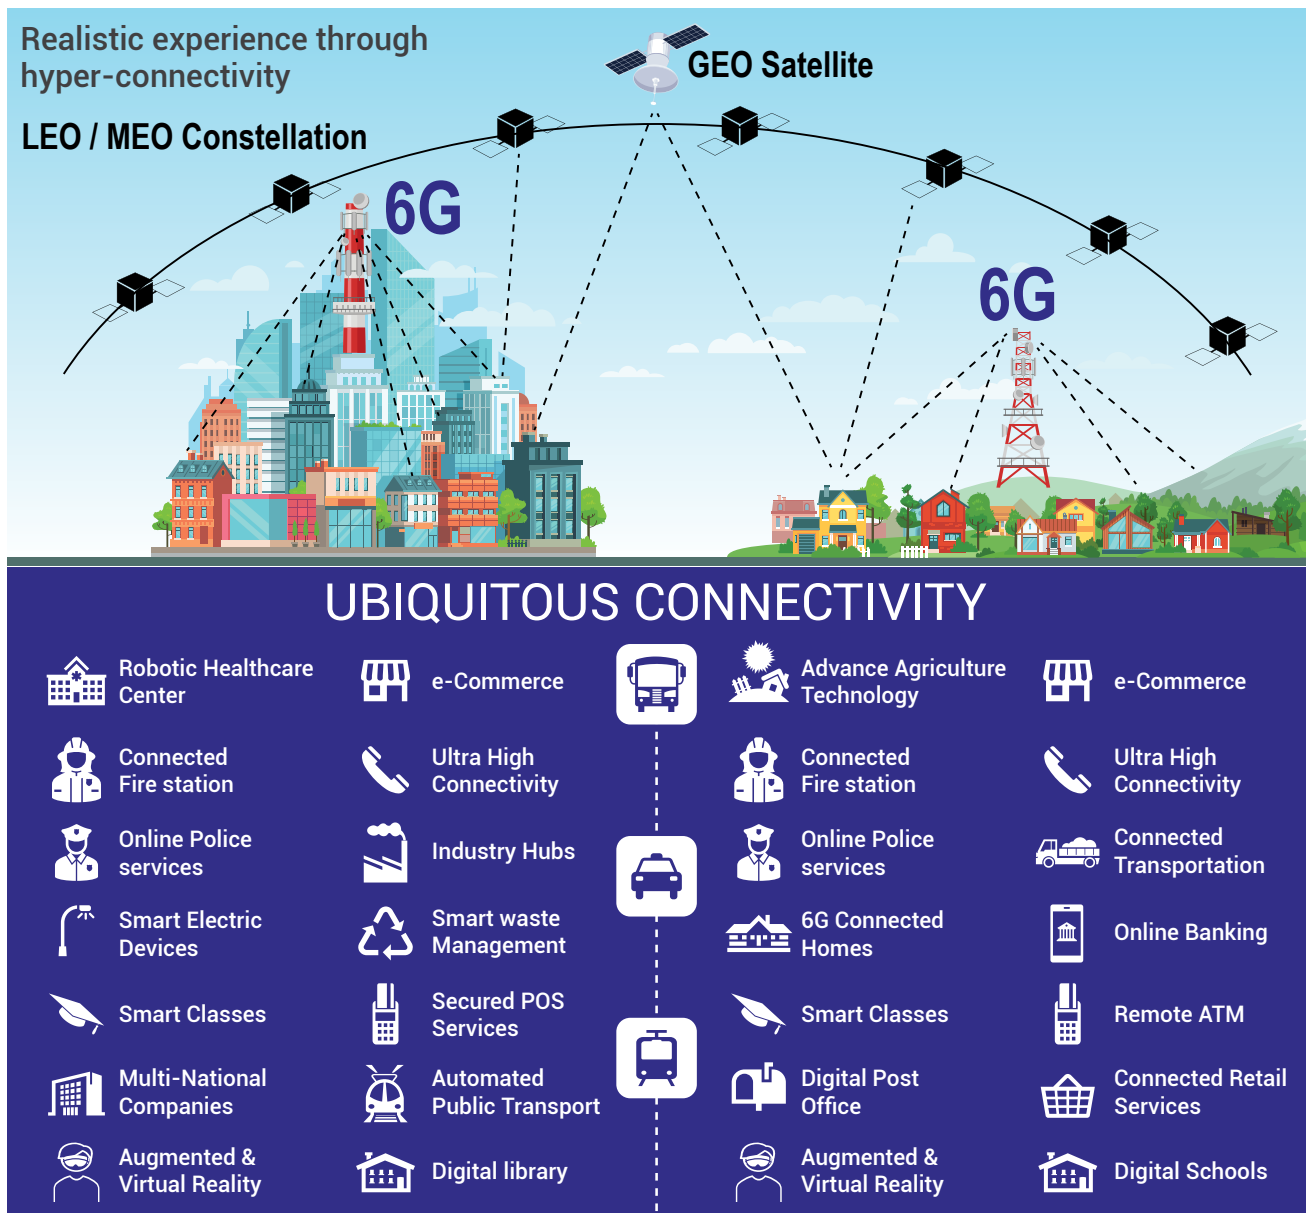 Realistic experience through
hyper-connectivity
GEO Satellite
LEO / MEO Constellation
6G
6G
UBIQUITOUS CONNECTIVITY
Robotic Healthcare
Center
e-Commerce
Connected
Fire station
Ultra High
Connectivity
Online Police
services
Industry Hubs
Smart Electric
Devices
Smart waste
Management
Smart Classes
Secured POS
Services
Multi-National
Companies
Automated
Public Transport
Augmented &
Virtual Reality
Digital library
Advance Agriculture
Technology
e-Commerce
Connected
Fire station
Ultra High
Connectivity
Online Police
services
Connected
Transportation
6G Connected
Homes
Online Banking
Smart Classes
Remote ATM
Digital Post
Office
Connected Retail
Services
Augmented &
Virtual Reality
Digital Schools